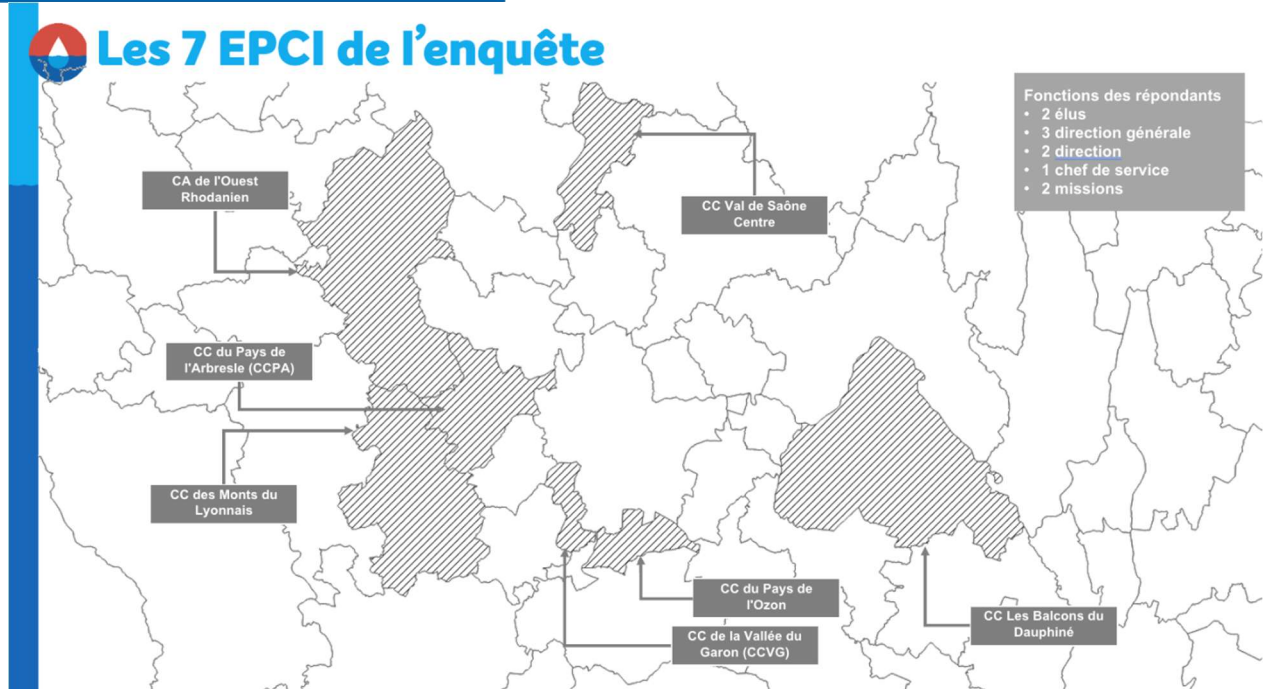 Les 7 EPCI de l'enquête
Fonctions des répondants
• 2 élus
• 3 direction générale
• 2 direction
• 1 chef de service
• 2 missions
CA de l'Ouest
Rhodanien
CC Val de Saône
Centre
CC du Pays de
l'Arbresle (CCPA)
CC des Monts du
Lyonnais
CC du Pays de
l'Ozon
CC Les Balcons du
Dauphiné
CC de la Vallée du
Garon (CCVG)